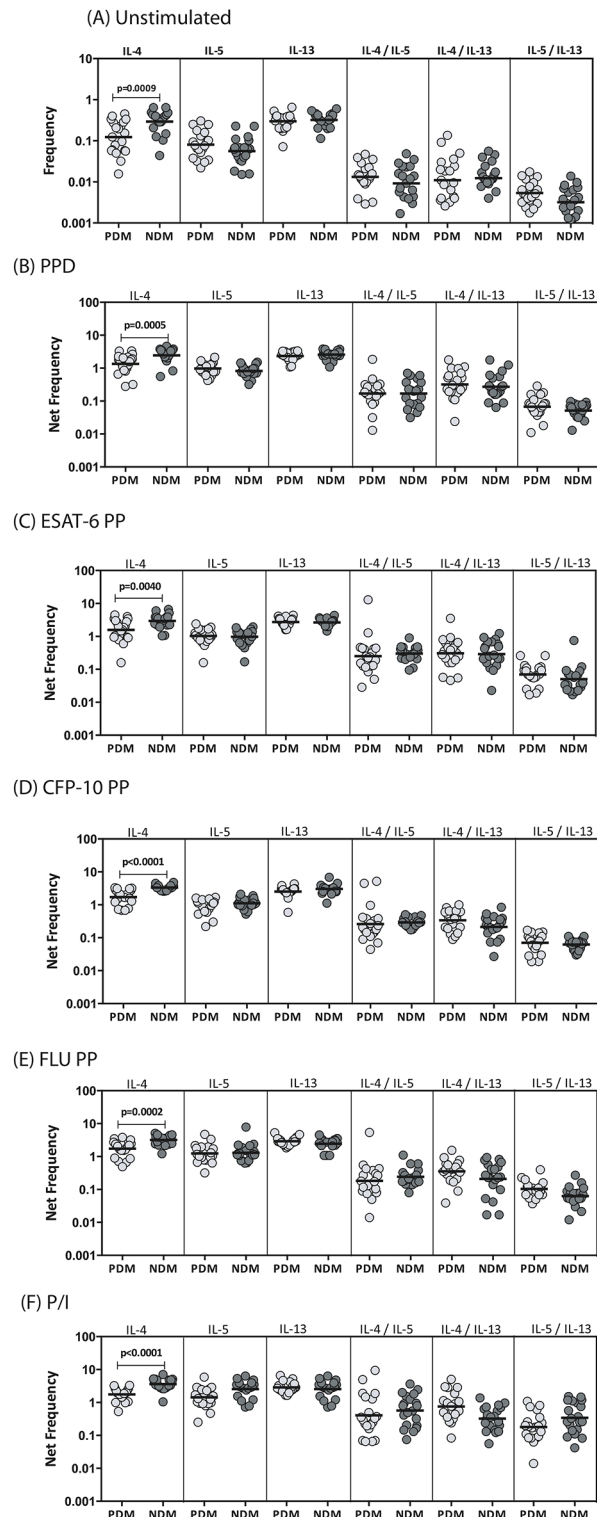 (A) Unstimulated
IL-4 IL-5 IL-13 IL-4 / IL-5 IL-4 / IL-13 IL-5 / IL-13
10
p=0.0009
1
0.1
0.01
0.001
Frequency
PDM NDM PDM NDM PDM NDM PDM NDM PDM NDM PDM NDM
(B) PPD
IL-4 IL-5 IL-13 IL-4 / IL-5 IL-4 / IL-13 IL-5 / IL-13
100
p=0.0005
10
1
0.1
0.01
0.001
Net Frequency
PDM NDM PDM NDM PDM NDM PDM NDM PDM NDM PDM NDM
(C) ESAT-6 PP
IL-4 IL-5 IL-13 IL-4 / IL-5 IL-4 / IL-13 IL-5 / IL-13
100
p=0.0040
10
1
0.1
0.01
0.001
Net Frequency
PDM NDM PDM NDM PDM NDM PDM NDM PDM NDM PDM NDM
(D) CFP-10 PP
IL-4 IL-5 IL-13 IL-4 / IL-5 IL-4 / IL-13 IL-5 / IL-13
100
p<0.0001
10
1
0.1
0.01
0.001
Net Frequency
PDM NDM PDM NDM PDM NDM PDM NDM PDM NDM PDM NDM
(E) FLU PP
IL-4 IL-5 IL-13 IL-4 / IL-5 IL-4 / IL-13 IL-5 / IL-13
100
p=0.0002
10
1
0.1
0.01
0.001
Net Frequency
PDM NDM PDM NDM PDM NDM PDM NDM PDM NDM PDM NDM
(F) P/I
IL-4 IL-5 IL-13 IL-4 / IL-5 IL-4 / IL-13 IL-5 / IL-13
100
p<0.0001
10
1
0.1
0.01
0.001
Net Frequency
PDM NDM PDM NDM PDM NDM PDM NDM PDM NDM PDM NDM